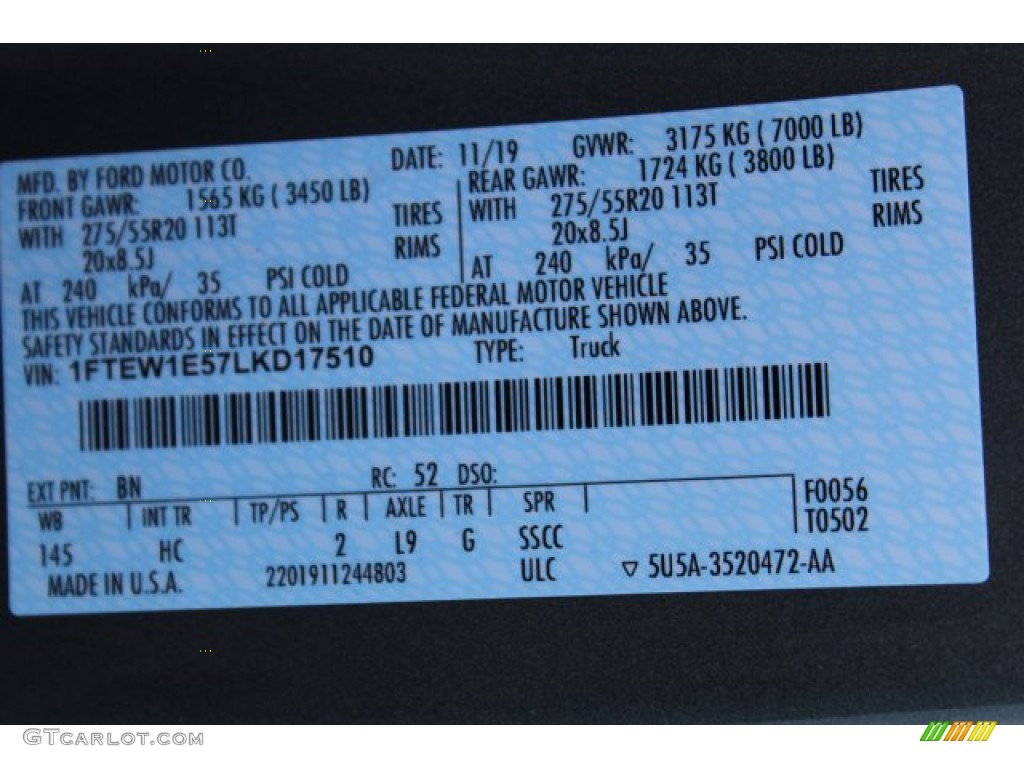 MFD. BY FORD MOTOR CO. DATE: 11/19 GVWR: 3175 KG ( 7000 LB)
FRONT GAWR: 1565 KG ( 3450 LB) REAR GAWR: 1724 KG ( 3800 LB)
WITH 275/55R20 113T TIRES WITH 275/55R20 113T TIRES
20x8.5J RIMS 20x8.5J RIMS
AT 240 kPa/ 35 PSI COLD AT 240 kPa/ 35 PSI COLD
THIS VEHICLE CONFORMS TO ALL APPLICABLE FEDERAL MOTOR VEHICLE
SAFETY STANDARDS IN EFFECT ON THE DATE OF MANUFACTURE SHOWN ABOVE.
VIN: 1FTEW1E57LKD17510 TYPE: Truck
EXT PNT: BN RC: 52 DSO:
WB INT TR TP/PS R AXLE TR SPR F0056
T0502
145 HC 2 L9 G SSCC
MADE IN U.S.A. 2201911244803 ULC ▽ 5U5A-3520472-AA
GTcarlot.com